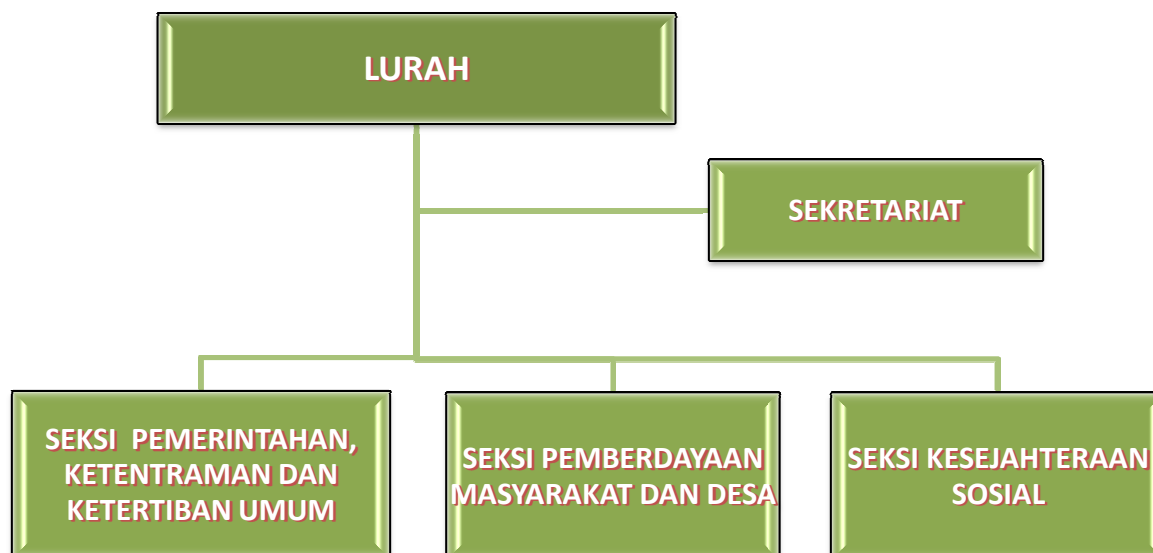 LURAH
SEKRETARIAT
SEKSI PEMERINTAHAN,
KETENTRAMAN DAN
KETERTIBAN UMUM
SEKSI PEMBERDAYAAN
MASYARAKAT DAN DESA
SEKSI KESEJAHTERAAN
SOSIAL